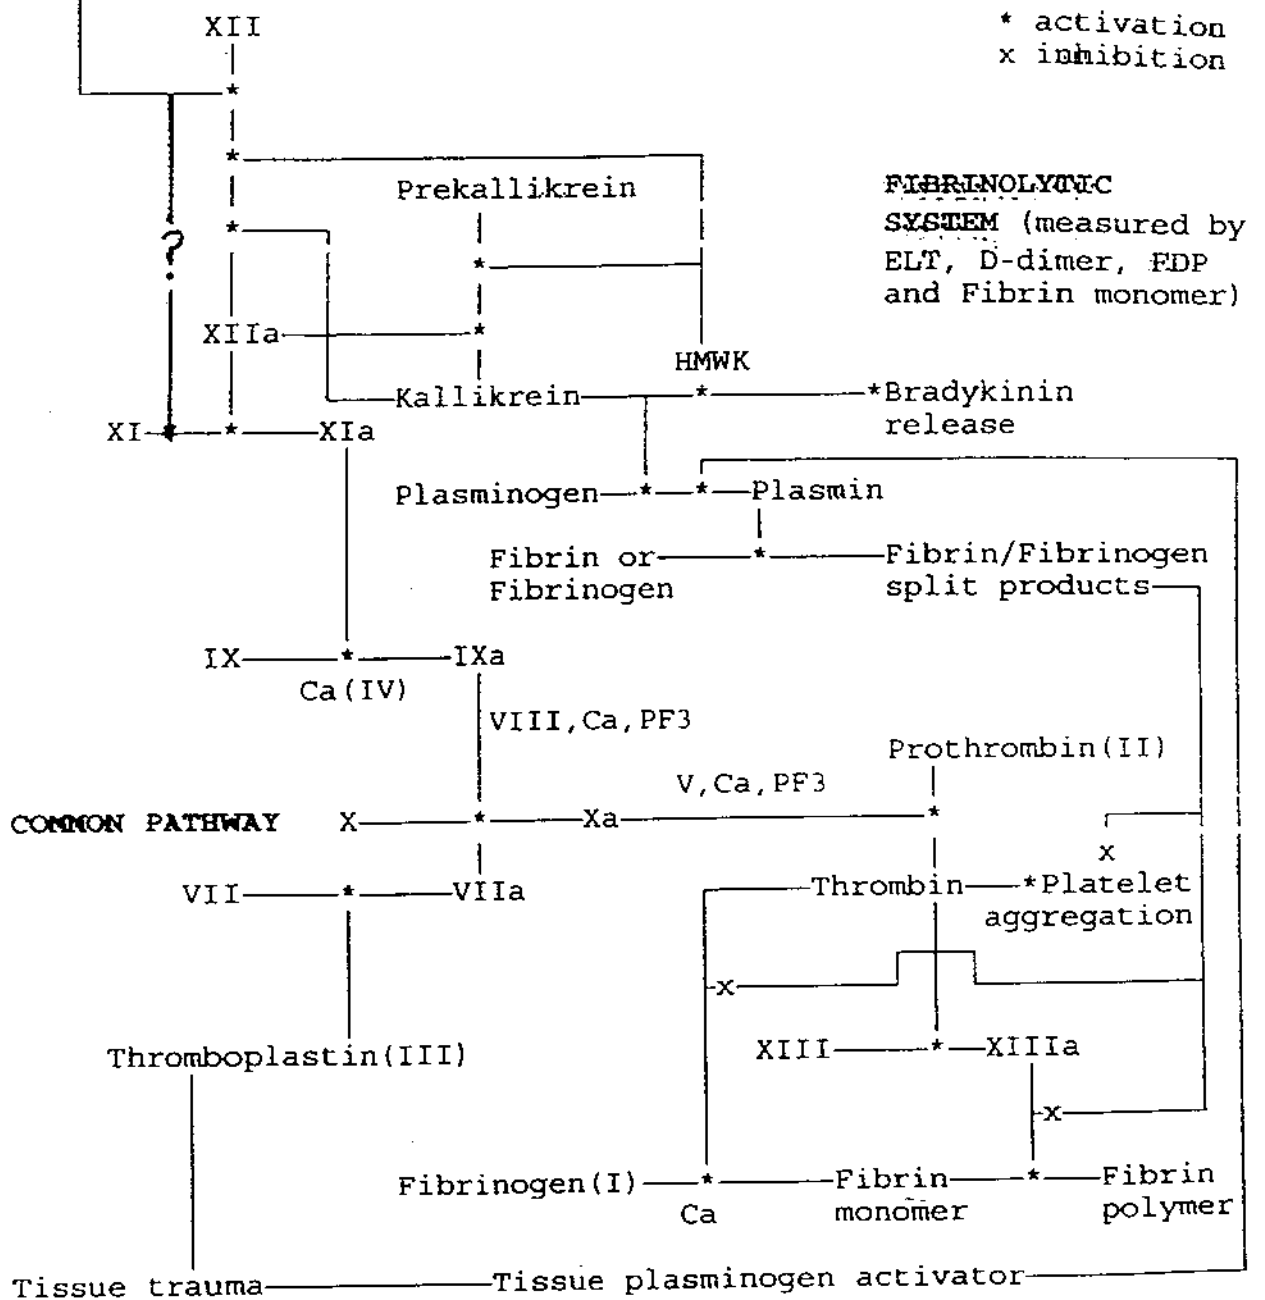 XII
* activation
x inhibition
*
*
Prekallikrein
FIBRINOLYTIC
SYSTEM (measured by
ELT, D-dimer, FDP
and Fibrin monomer)
*
?
*
XIIa
*
HMWK
Kallikrein
*
*Bradykinin
release
XI
*
*
XIa
Plasminogen
*
*
Plasmin
Fibrin or
Fibrinogen
*
Fibrin/Fibrinogen
split products
IX
*
IXa
Ca(IV)
VIII,Ca,PF3
Prothrombin(II)
V,Ca,PF3
COMMON PATHWAY
X
*
Xa
*
x
VII
*
VIIa
Thrombin
*Platelet
aggregation
x
XIII
*
XIIIa
Thromboplastin(III)
x
Fibrinogen(I)
*
Ca
Fibrin
monomer
*
Fibrin
polymer
Tissue trauma
Tissue plasminogen activator